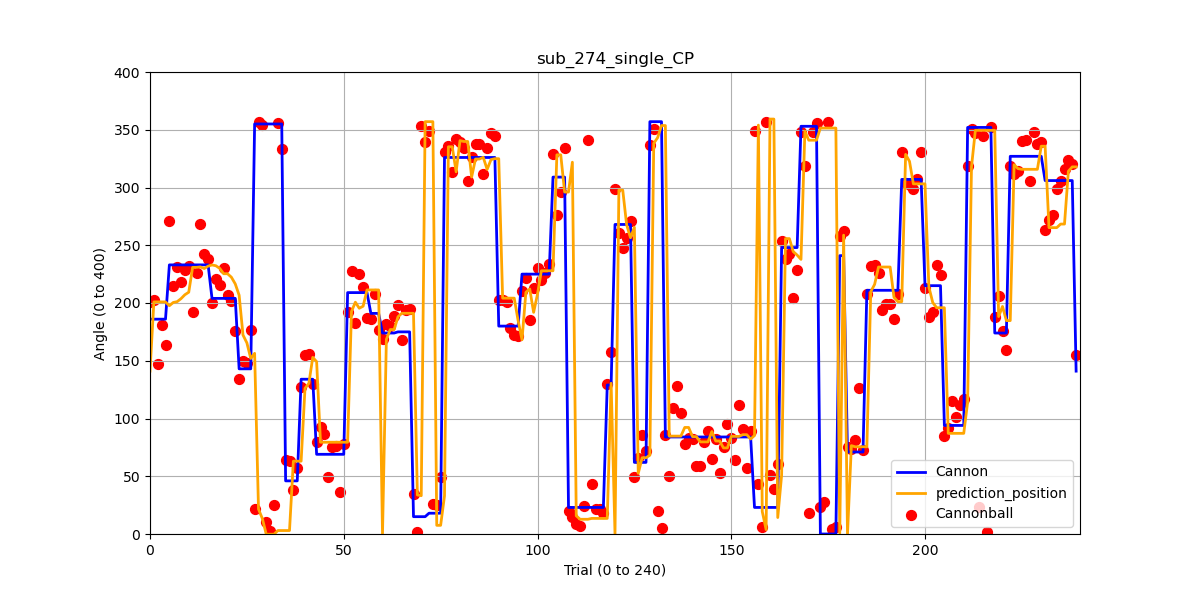 sub_274_single_CP
400
350
300
250
200
150
100
50
0
Angle (0 to 400)
0 50 100 150 200
Trial (0 to 240)
Cannon
prediction_position
Cannonball